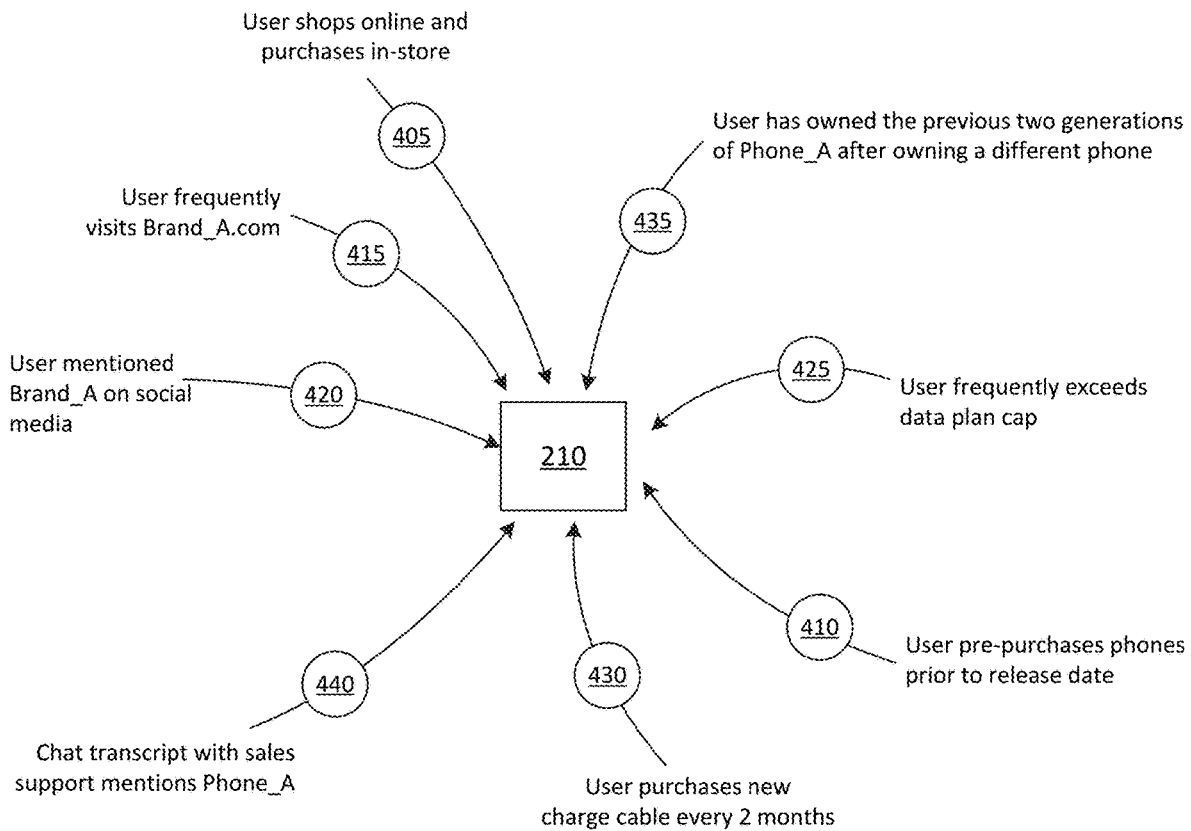 User shops online and
purchases in-store
405
User has owned the previous two generations
of Phone_A after owning a different phone
435
User frequently
visits Brand_A.com
415
User mentioned
Brand_A on social
media
420
425
User frequently exceeds
data plan cap
210
410
User pre-purchases phones
prior to release date
440
Chat transcript with sales
support mentions Phone_A
430
User purchases new
charge cable every 2 months